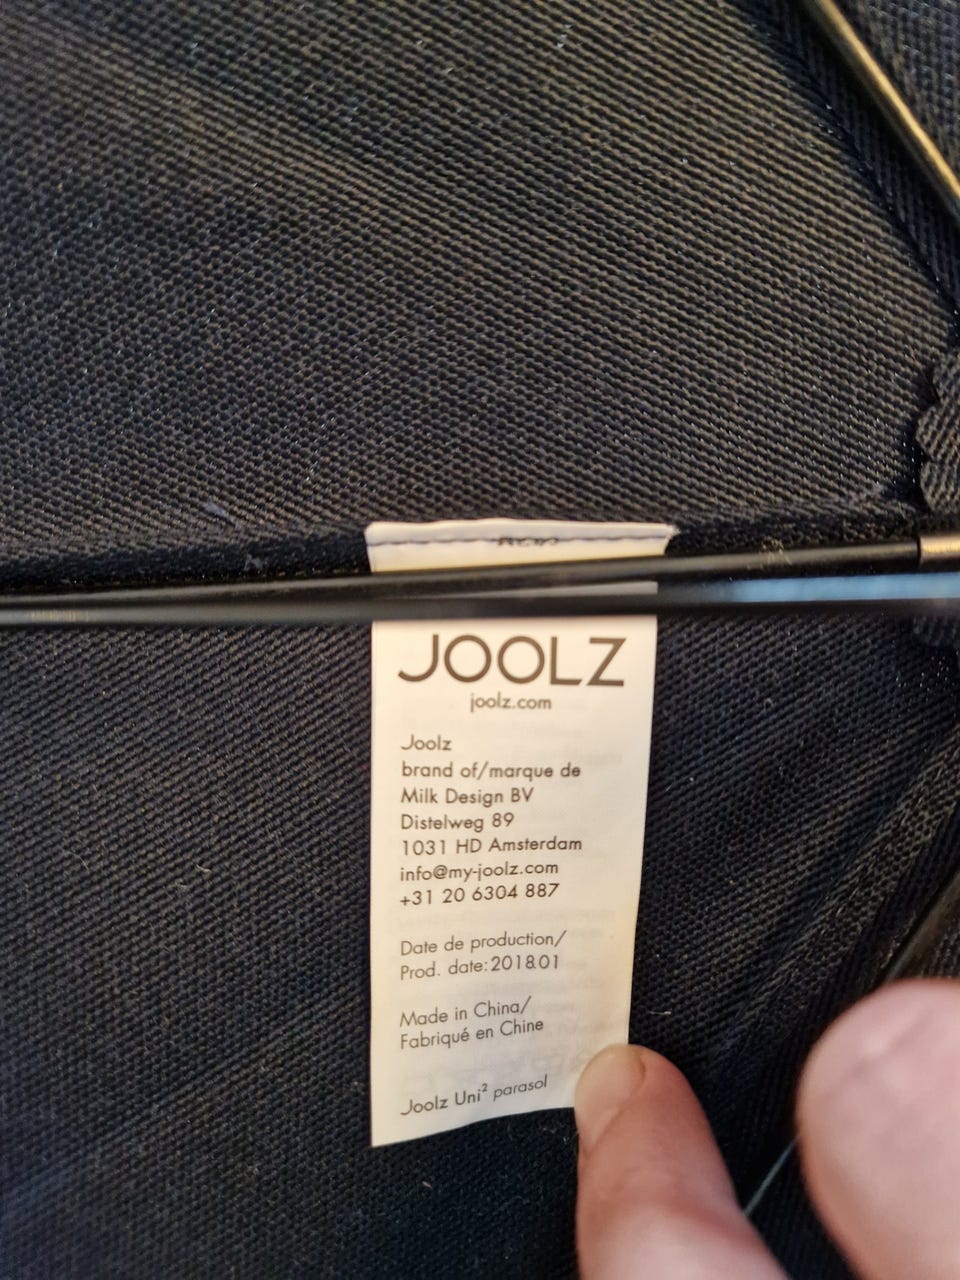 JOOLZ
joolz.com
Joolz
brand of/marque de
Milk Design BV
Distelweg 89
1031 HD Amsterdam
info@my-joolz.com
+31 20 6304 887
Date de production/
Prod. date:201801
Made in China/
Fabriqué en Chine
Joolz Uni² parasol